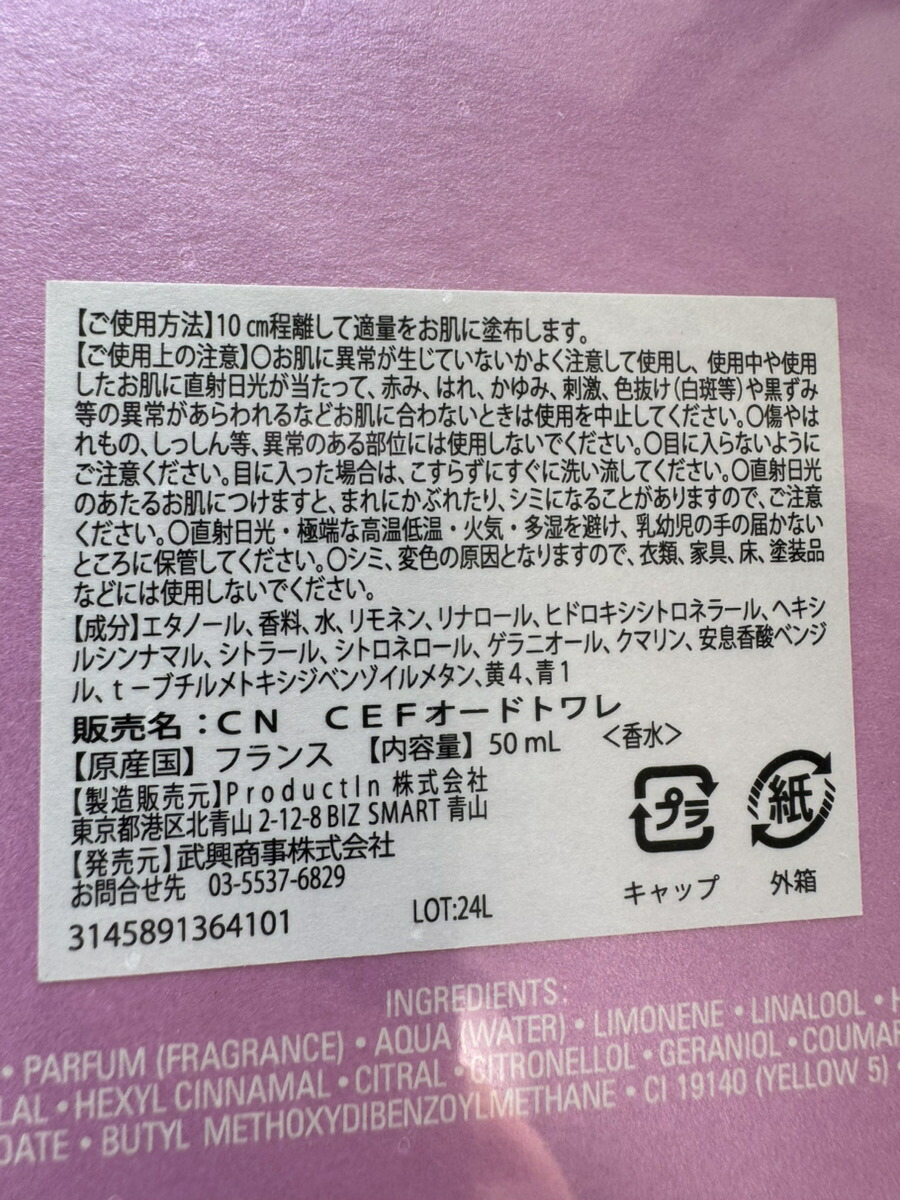 【ご使用方法】10㎝程離して適量をお肌に塗布します。
【ご使用上の注意】〇お肌に異常が生じていないかよく注意して使用し、使用中や使用
したお肌に直射日光が当たって、赤み、はれ、かゆみ、刺激、色抜け(白斑等)や黒ずみ
等の異常があらわれるなどお肌に合わないときは使用を中止してください。〇傷やは
れもの、しっしん等、異常のある部位には使用しないでください。〇目に入らないように
ご注意ください。目に入った場合は、こすらずにすぐに洗い流してください。〇直射日光
のあたるお肌につけますと、まれにかぶれたり、シミになることがありますので、ご注意
ください。〇直射日光・極端な高温低温・火気・多湿を避け、乳幼児の手の届かない
ところに保管してください。〇シミ、変色の原因となりますので、衣類、家具、床、塗装品
などには使用しないでください。
【成分】エタノール、香料、水、リモネン、リナロール、ヒドロキシシトロネラール、ヘキシ
ルシンナマル、シトラール、シトロネロール、ゲラニオール、クマリン、安息香酸ベンジ
ル、tーブチルメトキシジベンゾイルメタン、黄4、青1
販売名：ＣＮ　ＣＥＦオードトワレ
【原産国】フランス 【内容量】50 mL <香水>
【製造販売元】ProductIn 株式会社
東京都港区北青山 2-12-8 BIZ SMART 青山
【発売元】武興商事株式会社
お問合せ先 03-5537-6829
3145891364101 LOT:24L
プラ
キャップ
紙
外箱
INGREDIENTS:
• PARFUM (FRAGRANCE) • AQUA (WATER) • LIMONENE • LINALOOL • H
LAL • HEXYL CINNAMAL • CITRAL • CITRONELLOL • GERANIOL • COUMAR
OATE • BUTYL METHOXYDIBENZOYLMETHANE • CI 19140 (YELLOW 5) •